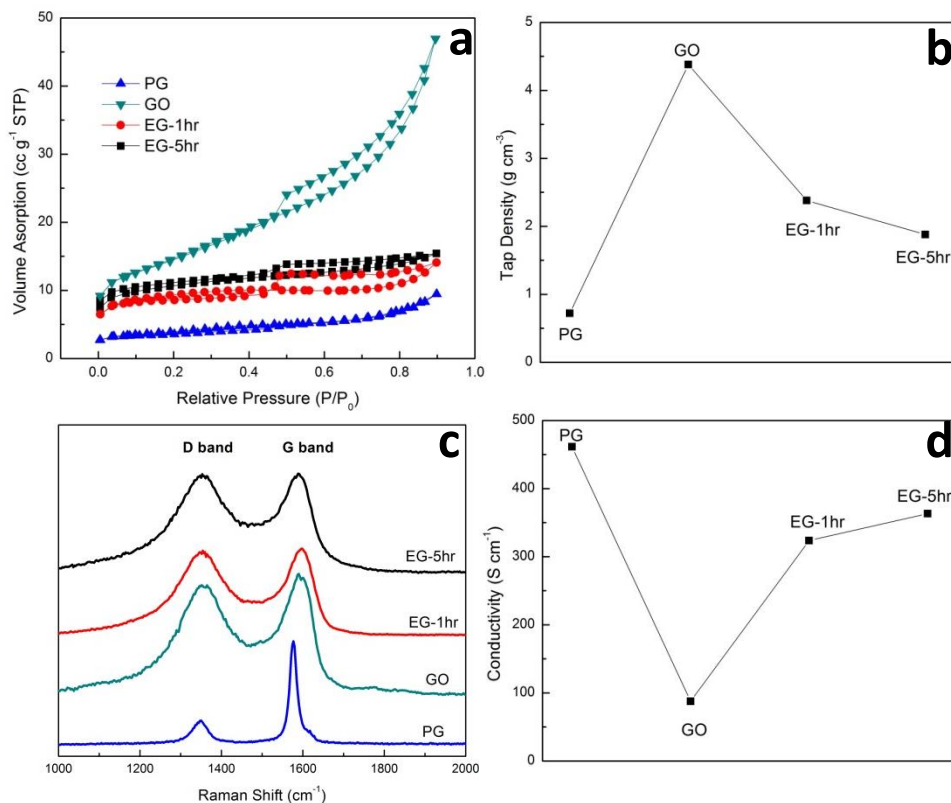 a
50
40
30
20
10
0
Volume Asorption (cc g⁻¹ STP)
PG
GO
EG-1hr
EG-5hr
0.0 0.2 0.4 0.6 0.8 1.0
Relative Pressure (P/P₀)
b
5
4
3
2
1
0
Tap Density (g cm⁻³)
GO
EG-1hr
EG-5hr
PG
c
D band G band
EG-5hr
EG-1hr
GO
PG
1000 1200 1400 1600 1800 2000
Raman Shift (cm⁻¹)
d
500
400
300
200
100
0
Conductivity (S cm⁻¹)
PG
EG-5hr
EG-1hr
GO